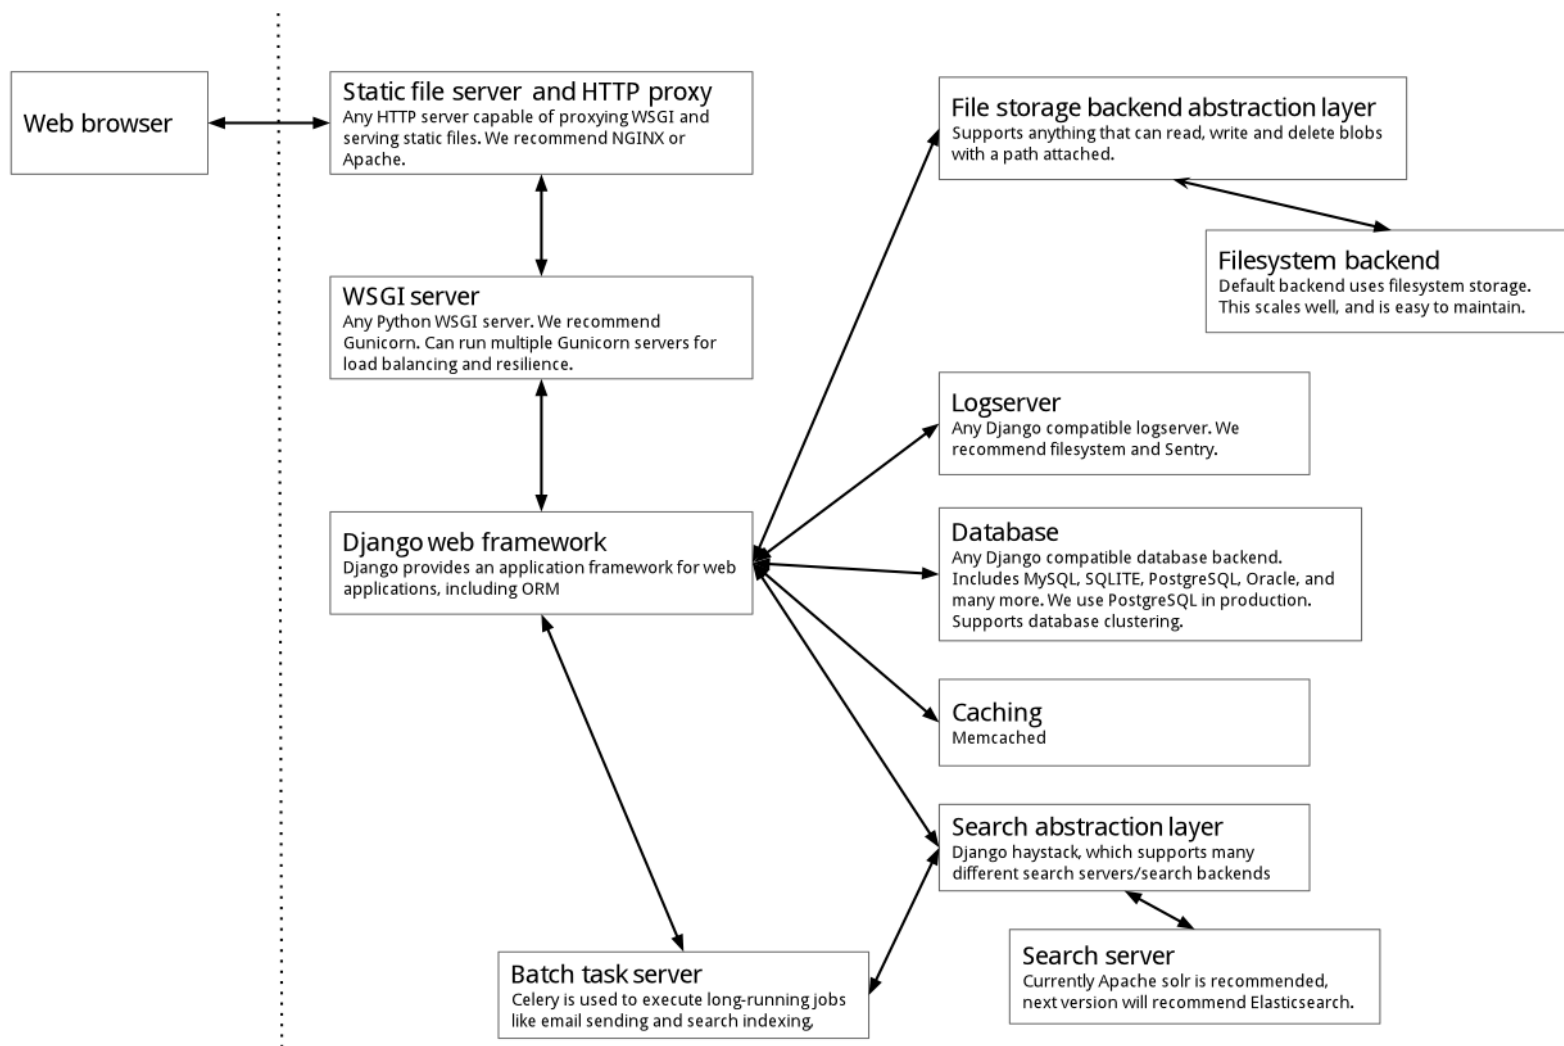 Web browser
Static file server and HTTP proxy
Any HTTP server capable of proxying WSGI and
serving static files. We recommend NGINX or
Apache.
WSGI server
Any Python WSGI server. We recommend
Gunicorn. Can run multiple Gunicorn servers for
load balancing and resilience.
Django web framework
Django provides an application framework for web
applications, including ORM
Batch task server
Celery is used to execute long-running jobs
like email sending and search indexing,
File storage backend abstraction layer
Supports anything that can read, write and delete blobs
with a path attached.
Filesystem backend
Default backend uses filesystem storage.
This scales well, and is easy to maintain.
Logserver
Any Django compatible logserver. We
recommend filesystem and Sentry.
Database
Any Django compatible database backend.
Includes MySQL, SQLITE, PostgreSQL, Oracle, and
many more. We use PostgreSQL in production.
Supports database clustering.
Caching
Memcached
Search abstraction layer
Django haystack, which supports many
different search servers/search backends
Search server
Currently Apache solr is recommended,
next version will recommend Elasticsearch.